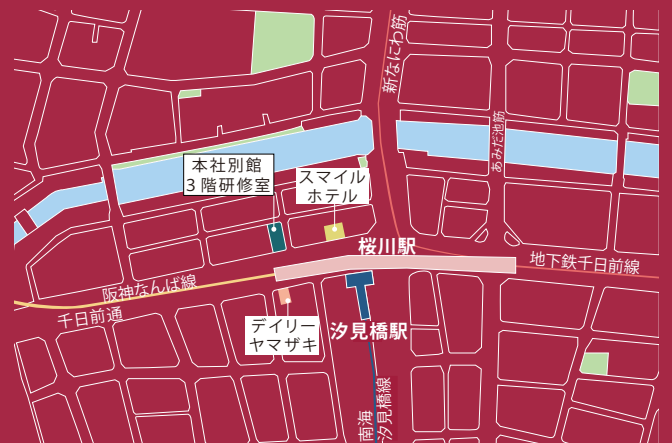 新なにわ筋
あみだ池筋
本社別館
3階研修室
スマイル
ホテル
桜川駅
地下鉄千日前線
阪神なんば線
千日前通
デイリー
ヤマザキ
汐見橋駅
南海
汐見橋線